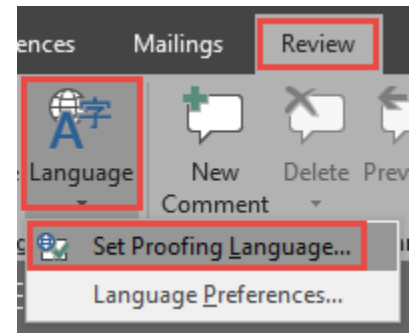 ences Mailings Review
Language New Delete Prev
Comment
Set Proofing Language...
Language Preferences...